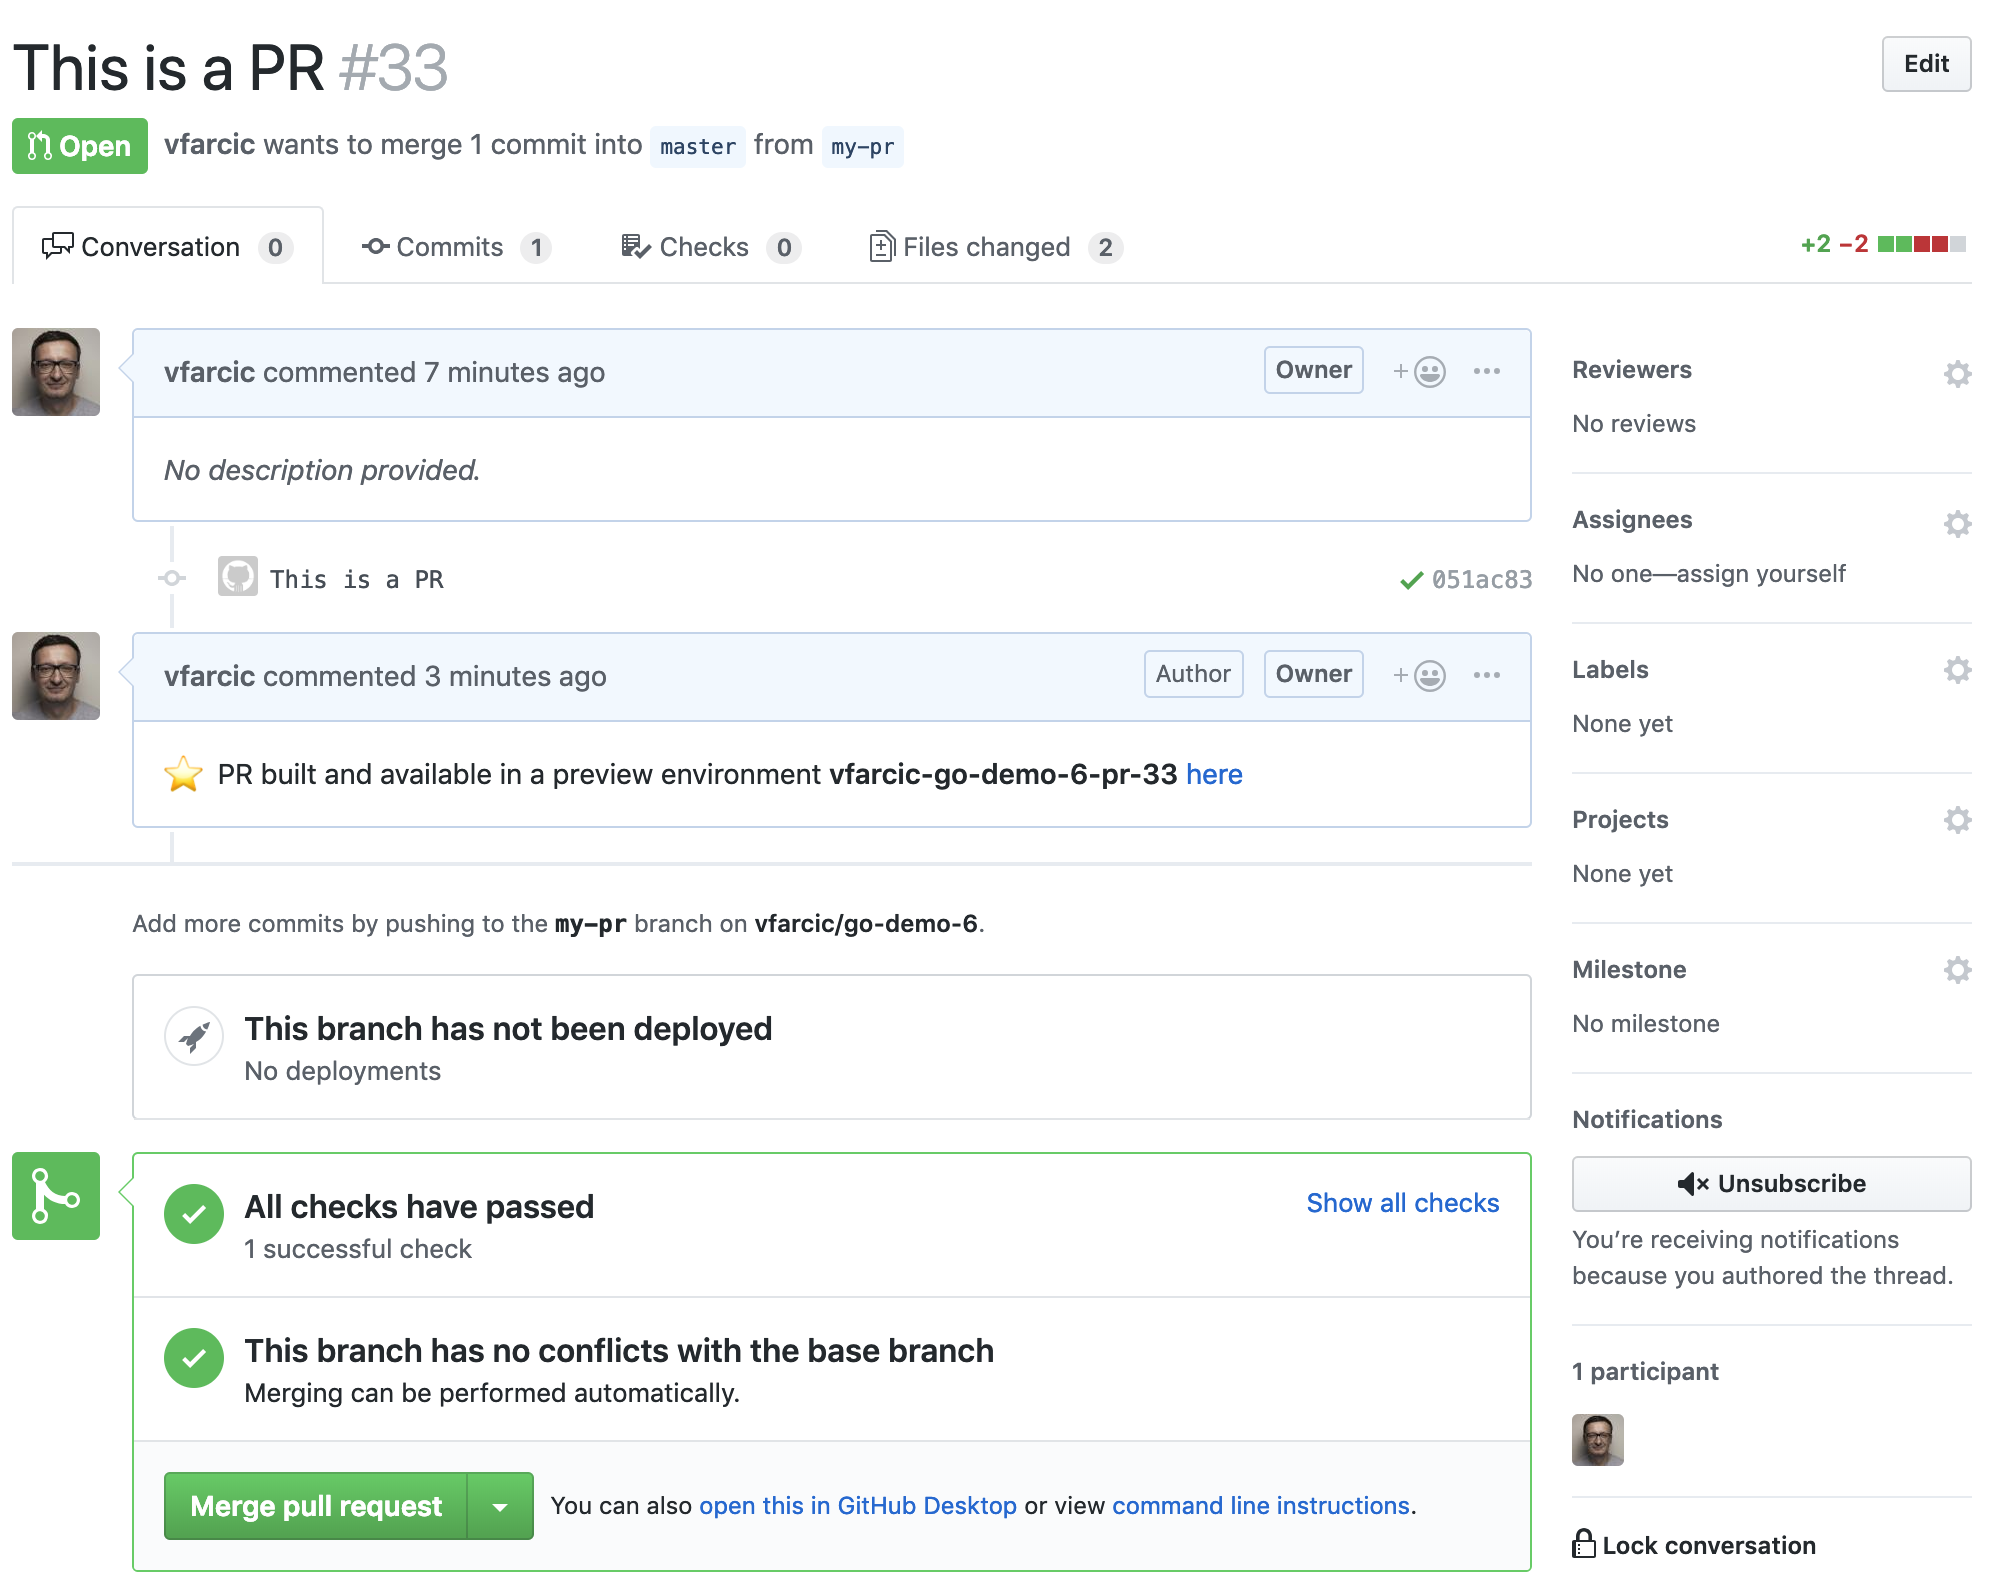 This is a PR #33
Edit
Open vfarcic wants to merge 1 commit into master from my-pr
Conversation 0 Commits 1 Checks 0 Files changed 2
+2 −2
vfarcic commented 7 minutes ago
Owner
No description provided.
This is a PR
051ac83
vfarcic commented 3 minutes ago
Author Owner
PR built and available in a preview environment vfarcic-go-demo-6-pr-33 here
Add more commits by pushing to the my-pr branch on vfarcic/go-demo-6.
This branch has not been deployed
No deployments
All checks have passed
Show all checks
1 successful check
This branch has no conflicts with the base branch
Merging can be performed automatically.
Merge pull request
You can also open this in GitHub Desktop or view command line instructions.
Reviewers
No reviews
Assignees
No one—assign yourself
Labels
None yet
Projects
None yet
Milestone
No milestone
Notifications
Unsubscribe
You’re receiving notifications
because you authored the thread.
1 participant
Lock conversation